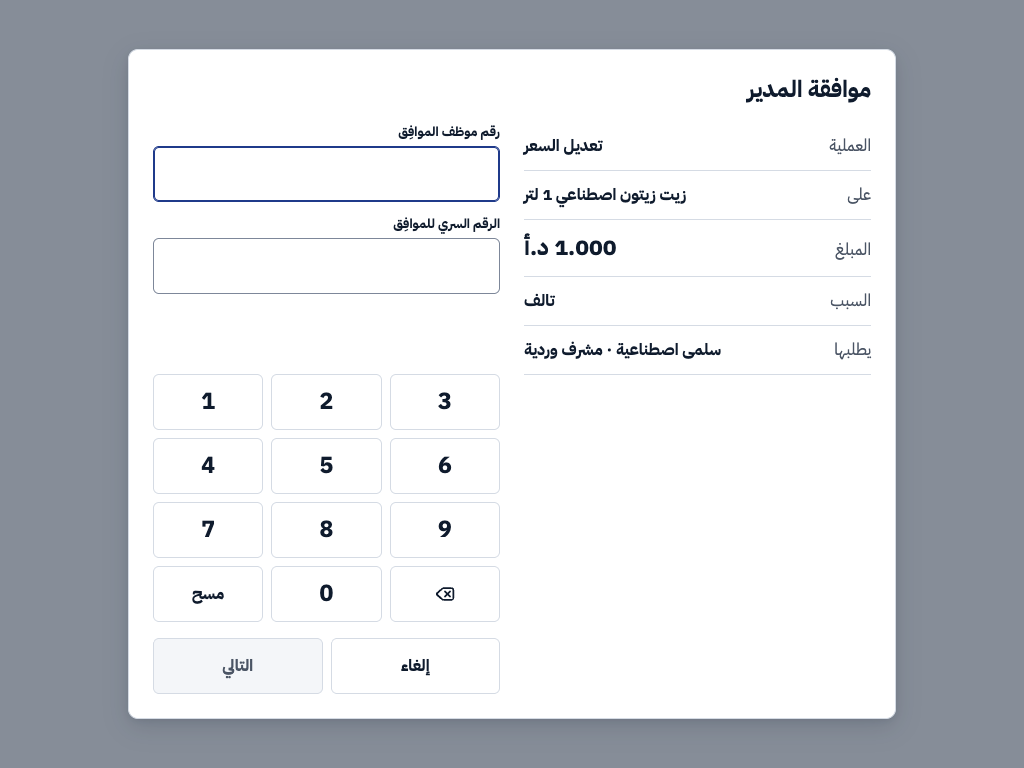 موافقة المدير
العملية تعديل السعر
على زيت زيتون اصطناعي 1 لتر
المبلغ 1.000 د.أ
السبب تالف
يطلبها سلمى اصطناعية · مشرف وردية
رقم موظف الموافِق
الرقم السري للموافِق
1 2 3
4 5 6
7 8 9
مسح 0
إلغاء التالي